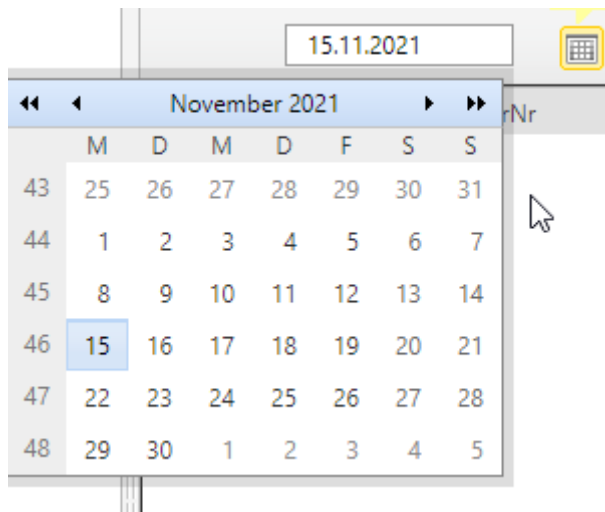 15.11.2021
November 2021
rNr
M D M D F S S
43 25 26 27 28 29 30 31
44 1 2 3 4 5 6 7
45 8 9 10 11 12 13 14
46 15 16 17 18 19 20 21
47 22 23 24 25 26 27 28
48 29 30 1 2 3 4 5